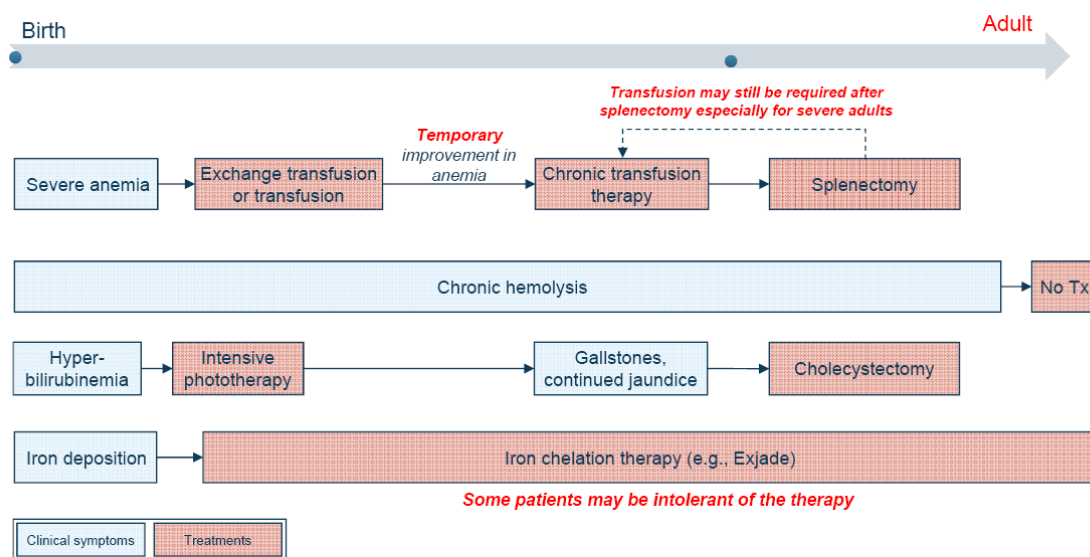 Birth
Adult
Transfusion may still be required after
splenectomy especially for severe adults
Temporary
improvement in
anemia
Severe anemia
Exchange transfusion
or transfusion
Chronic transfusion
therapy
Splenectomy
Chronic hemolysis
No Tx
Hyper-
bilirubinemia
Intensive
phototherapy
Gallstones,
continued jaundice
Cholecystectomy
Iron deposition
Iron chelation therapy (e.g., Exjade)
Some patients may be intolerant of the therapy
Clinical symptoms
Treatments